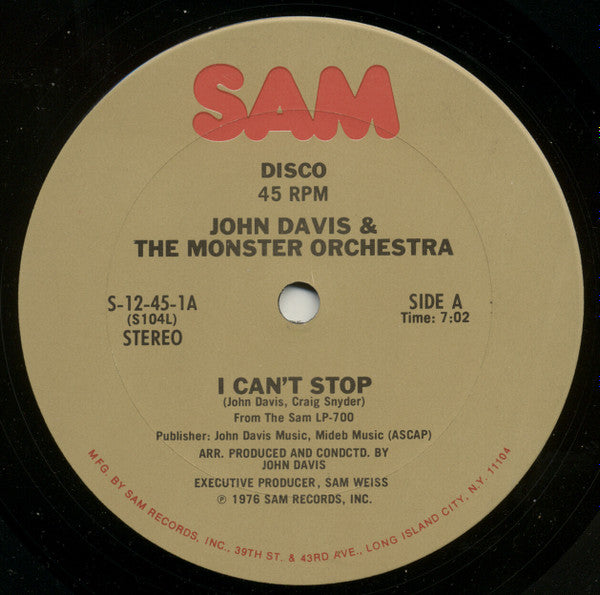 SAM
DISCO
45 RPM
JOHN DAVIS &
THE MONSTER ORCHESTRA
S-12-45-1A
(S104L)
STEREO
SIDE A
Time: 7:02
I CAN'T STOP
(John Davis, Craig Snyder)
From The Sam LP-700
Publisher: John Davis Music, Mideb Music (ASCAP)
ARR. PRODUCED AND CONDCTD. BY
JOHN DAVIS
EXECUTIVE PRODUCER, SAM WEISS
℗ 1976 SAM RECORDS, INC.
MFG. BY SAM RECORDS, INC., 39TH ST. & 43RD AVE., LONG ISLAND CITY, N.Y. 11104